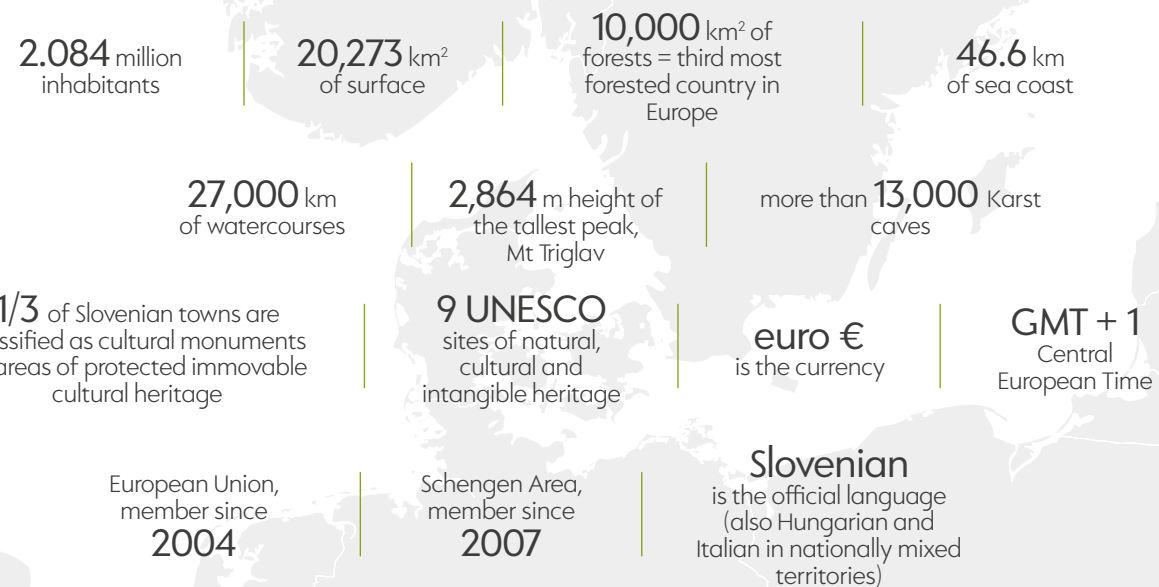 2.084 million
inhabitants
20,273 km²
of surface
10,000 km² of
forests = third most
forested country in
Europe
46.6 km
of sea coast
27,000 km
of watercourses
2,864 m height of
the tallest peak,
Mt Triglav
more than 13,000 Karst
caves
1/3 of Slovenian towns are
ssified as cultural monuments
areas of protected immovable
cultural heritage
9 UNESCO
sites of natural,
cultural and
intangible heritage
euro €
is the currency
GMT + 1
Central
European Time
European Union,
member since
2004
Schengen Area,
member since
2007
Slovenian
is the official language
(also Hungarian and
Italian in nationally mixed
territories)